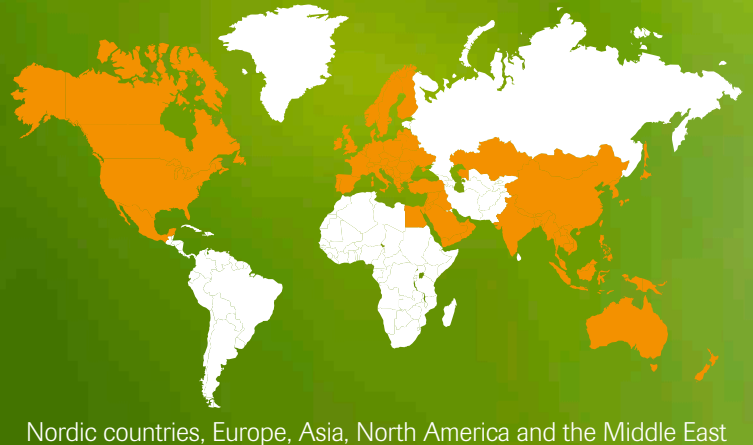 Nordic countries, Europe, Asia, North America and the Middle East